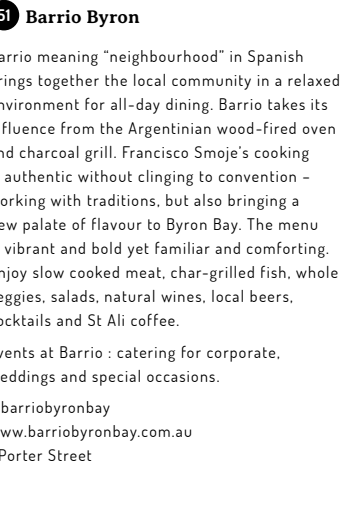 51 Barrio Byron
arrio meaning “neighbourhood” in Spanish
rings together the local community in a relaxed
nvironment for all-day dining. Barrio takes its
fluence from the Argentinian wood-fired oven
nd charcoal grill. Francisco Smoje’s cooking
authentic without clinging to convention –
orking with traditions, but also bringing a
ew palate of flavour to Byron Bay. The menu
vibrant and bold yet familiar and comforting.
njoy slow cooked meat, char-grilled fish, whole
eggies, salads, natural wines, local beers,
ocktails and St Ali coffee.
vents at Barrio : catering for corporate,
eddings and special occasions.
barriobyronbay
ww.barriobyronbay.com.au
Porter Street